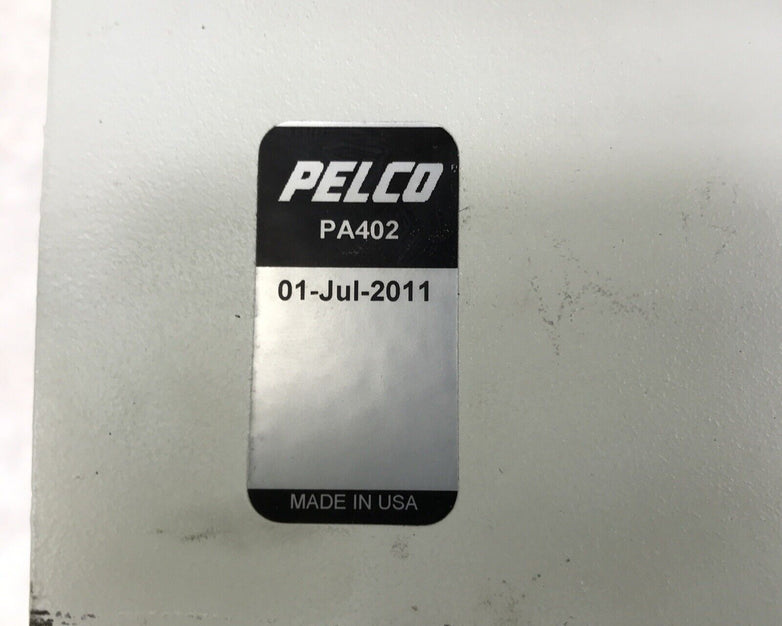 PELCO
PA402
01-Jul-2011
MADE IN USA